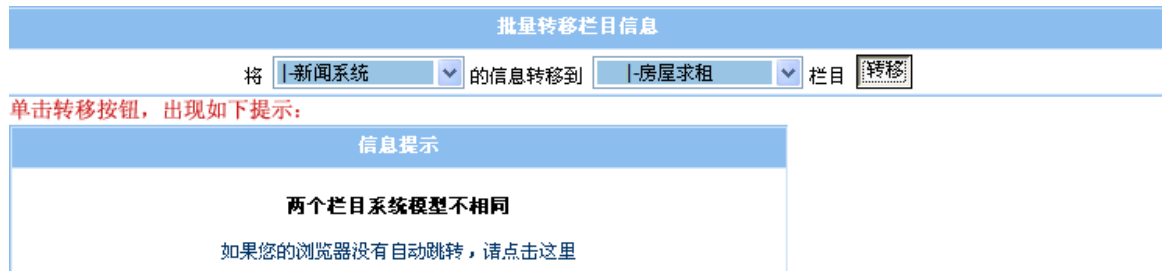 批量转移栏目信息
将 |-新闻系统 的信息转移到 |-房屋求租 栏目 转移
单击转移按钮，出现如下提示：
信息提示
两个栏目系统模型不相同
如果您的浏览器没有自动跳转，请点击这里